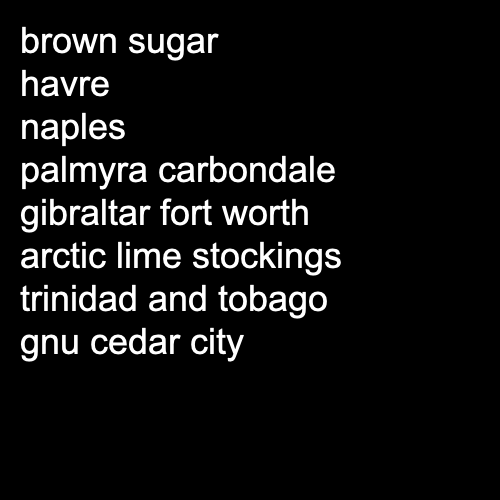 brown sugar
havre
naples
palmyra carbondale
gibraltar fort worth
arctic lime stockings
trinidad and tobago
gnu cedar city